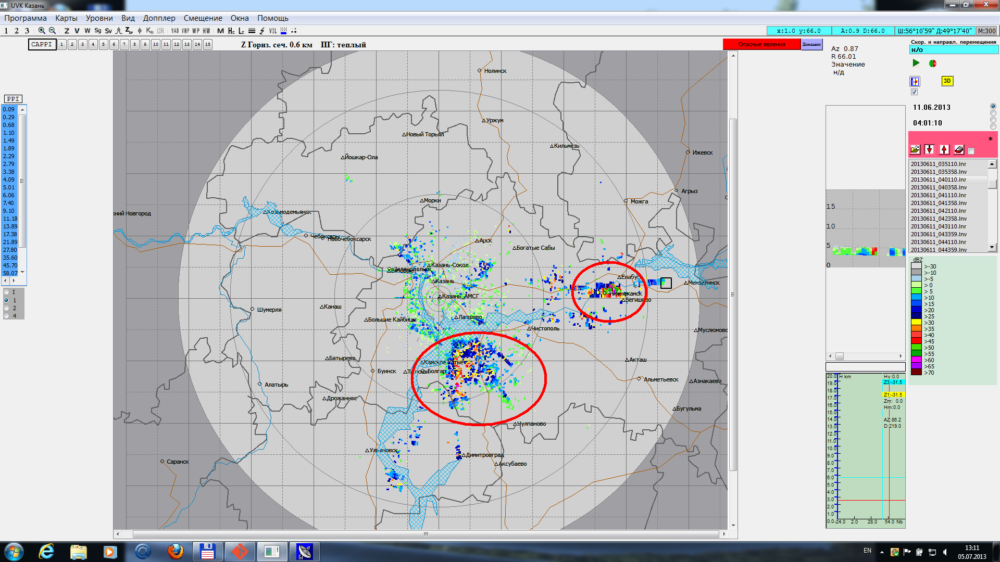 UVK Казань
Программа Карты Уровни Вид Допплер Смещение Окна Помощь
1 2 3 Z V W Sg Sv φ LDR VAD VWP WP HW M Hc Lc VIL
x:1.0 y:66.0 A:0.9 D:66.0 Ш:56°10'59" Д:49°17'40" M:300
CAPPI 1 2 3 4 5 6 7 8 9 10 11 12 13 14 15
Z Гориз. сеч. 0.6 км ПГ: теплый
Опасные явления Динамик
Az 0.87
R 66.01
Значение
н/д
Скор. и направл. перемещения
н/о
3D
11.06.2013
04:01:10
*
20130611_035110.lnr
20130611_035358.lnv
20130611_040110.lnr
20130611_040358.lnv
20130611_041110.lnr
20130611_041358.lnv
20130611_042110.lnr
20130611_042358.lnv
20130611_043110.lnr
20130611_043359.lnv
20130611_044110.lnr
20130611_044359.lnv
PPI
0.09
0.29
0.68
1.10
1.49
1.89
2.29
2.79
3.38
4.09
5.01
6.06
7.40
9.10
11.18
13.89
17.38
21.89
27.80
35.60
45.70
58.07
I
1
2
4
Нолинск
Уржум
Новый Торъял
Кильмезь
Йошкар-Ола
Ижевск
Агрыз
Морки
Можга
жний Новгород
Козьмодемьянск
Чебоксары
Новочебоксарск
Арск
Богатые Сабы
Казань-Сокол
Зеленодольск
Казань
Елабуг
Мензелинск
Казань АМСГ
Нижнекамск
Бегишево
Канаш
Шумерля
Лаишево
Большие Кайбицы
Чистополь
Муслюмово
Батырево
Камское Устье
Акташ
Буинск
Болгар
Альметьевск
Азнакаево
Алатырь
Дрожанное
Бугульма
Чулпаново
Ульяновск
Димитровград
Саранск
Аксубаево
15
10
5
0
dBZ
>-30
>-10
>-5
> 0
> 5
>10
>15
>20
>25
>30
>35
>40
>45
>50
>55
>60
>65
>70
20.0 H km Hv:0.0
19.0 Z3:-31.5
18.0
17.0 Z1:-31.5
16.0 Zm: 0.0
15.0 Hm:0.0
14.0 AZ:86.2
13.0 D:219.0
12.0
11.0
10.0
9.0
8.0
7.0
6.0
5.0
4.0
3.0
2.0
1.0
0.0 -24.0 2.0 28.0 54.0 Nb
EN 13:11
05.07.2013